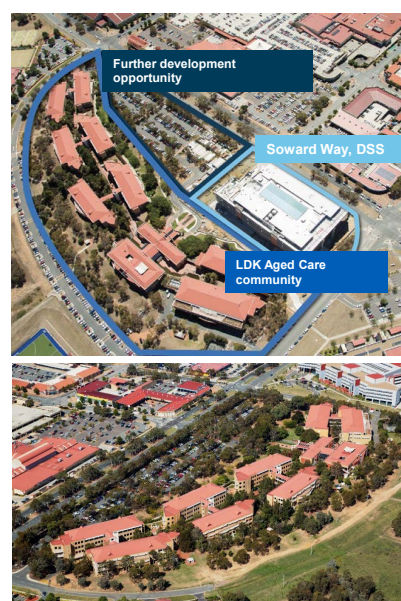 Further development
opportunity
Soward Way, DSS
LDK Aged Care
community